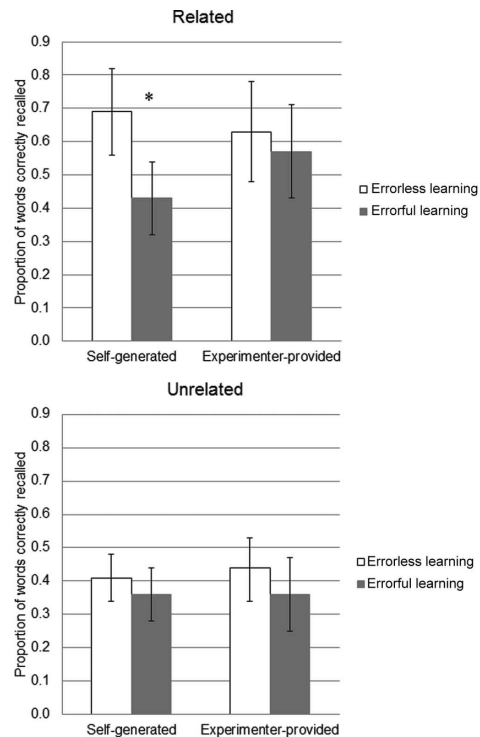 Related
Proportion of words correctly recalled
0.9
0.8
0.7
0.6
0.5
0.4
0.3
0.2
0.1
0.0
*
Self-generated Experimenter-provided
Errorless learning
Errorful learning
Unrelated
Proportion of words correctly recalled
0.9
0.8
0.7
0.6
0.5
0.4
0.3
0.2
0.1
0.0
Self-generated Experimenter-provided
Errorless learning
Errorful learning